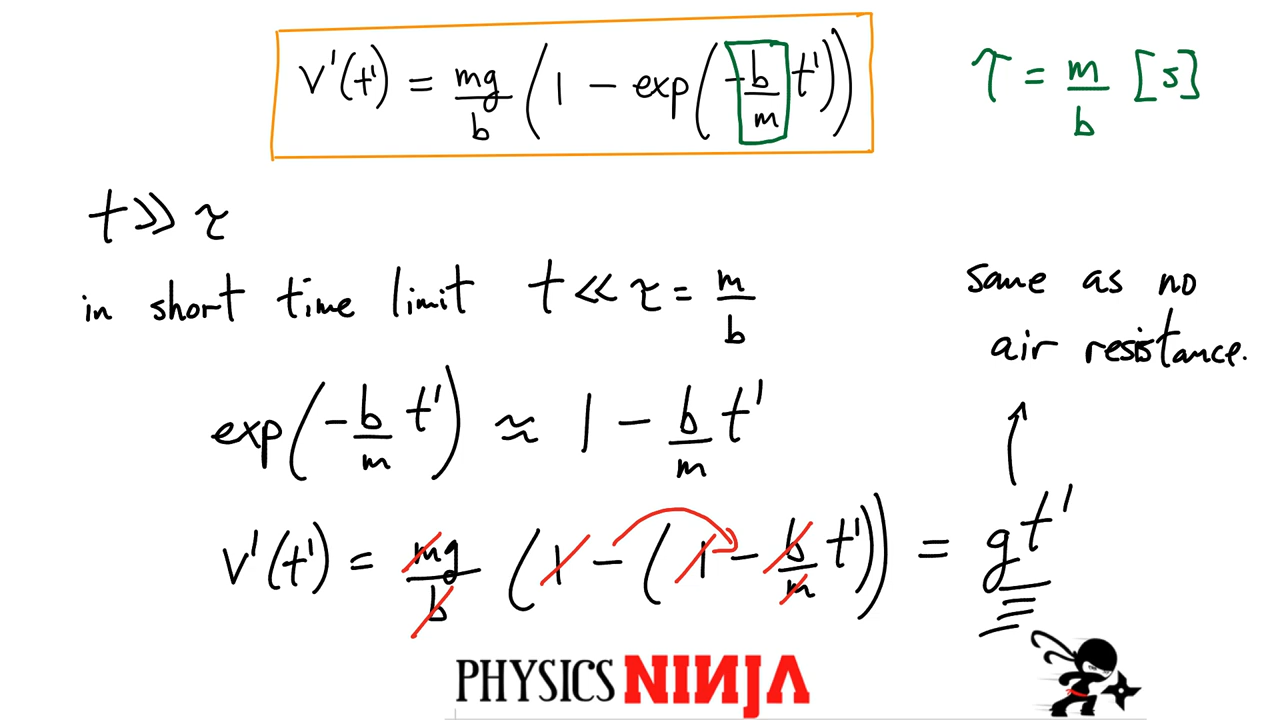 v'(t') = mg/b (1 - exp(-b/m t'))
τ = m/b [s]
t ≫ τ
in short time limit t ≪ τ = m/b
same as no
air resistance.
exp(-b/m t') ≈ 1 - b/m t'
v'(t') = mg/b (1 - (1 - b/m t')) = gt'
PHYSICS NINJA